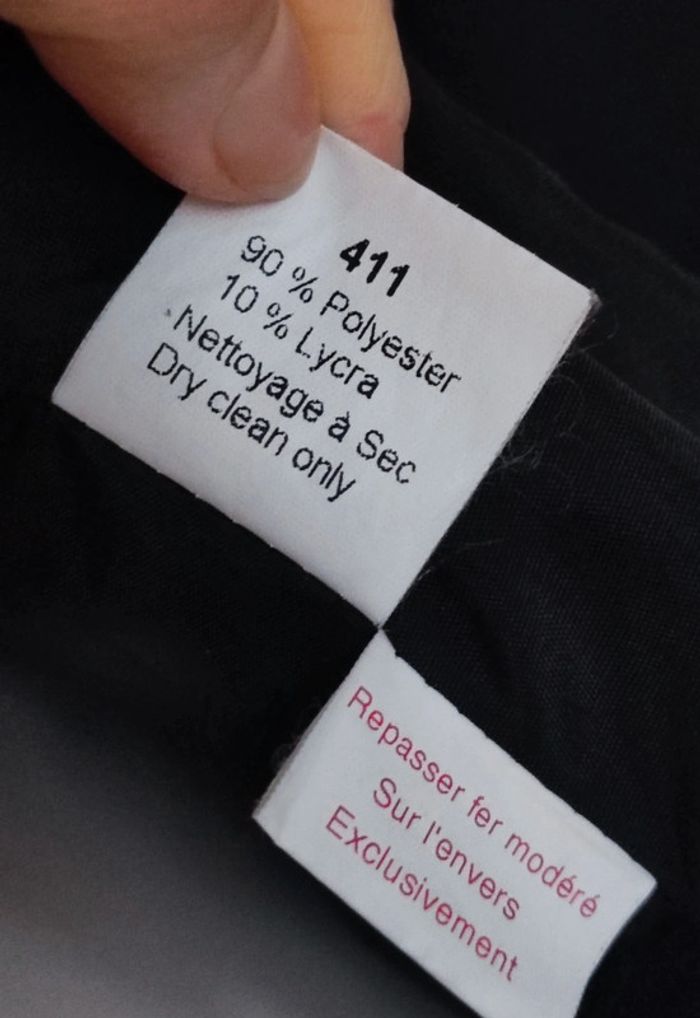 411
90 % Polyester
10 % Lycra
Nettoyage à Sec
Dry clean only
Repasser fer modéré
Sur l'envers
Exclusivement